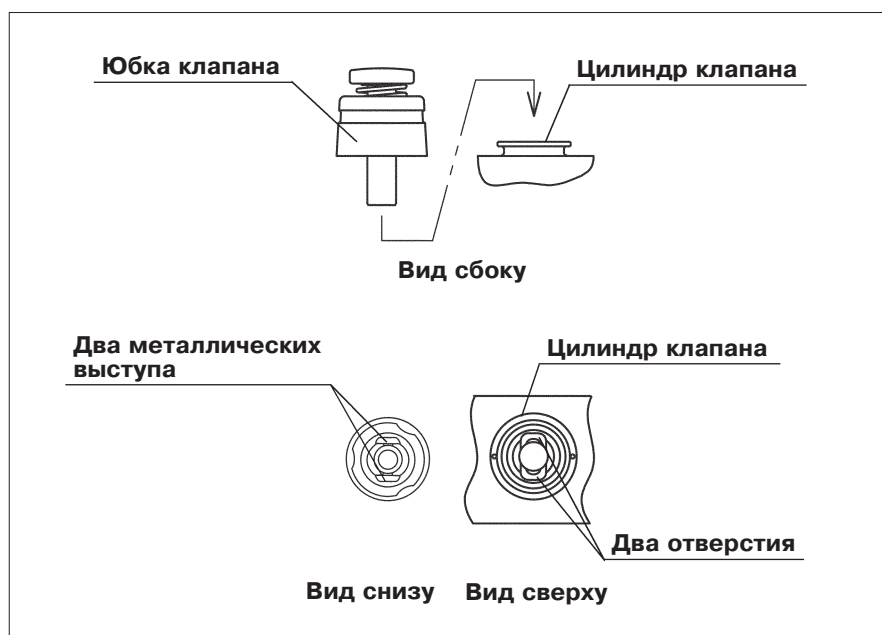 Юбка клапана
Цилиндр клапана
Вид сбоку
Два металлических
выступа
Цилиндр клапана
Два отверстия
Вид снизу
Вид сверху